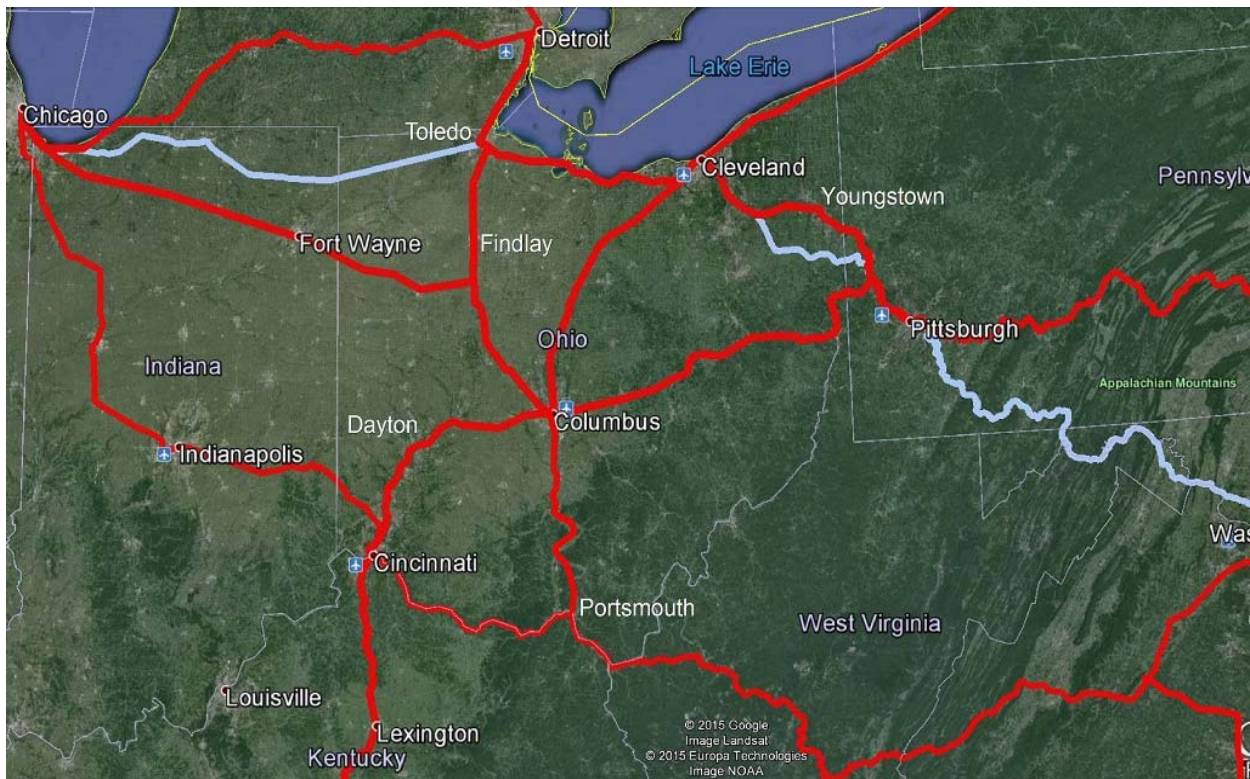 Detroit
Lake Erie
Chicago
Toledo
Cleveland
Youngstown
Pennsylv
Fort Wayne
Findlay
Pittsburgh
Ohio
Indiana
Appalachian Mountains
Dayton
Columbus
Indianapolis
Was
Cincinnati
Portsmouth
West Virginia
Louisville
Lexington
Kentucky
© 2015 Google
Image Landsat
© 2015 Europa Technologies
Image NOAA